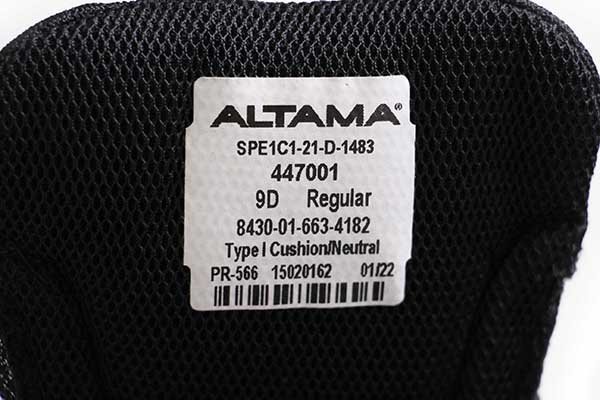 ALTAMA®
SPE1C1-21-D-1483
447001
9D Regular
8430-01-663-4182
Type I Cushion/Neutral
PR-566 15020162 01/22